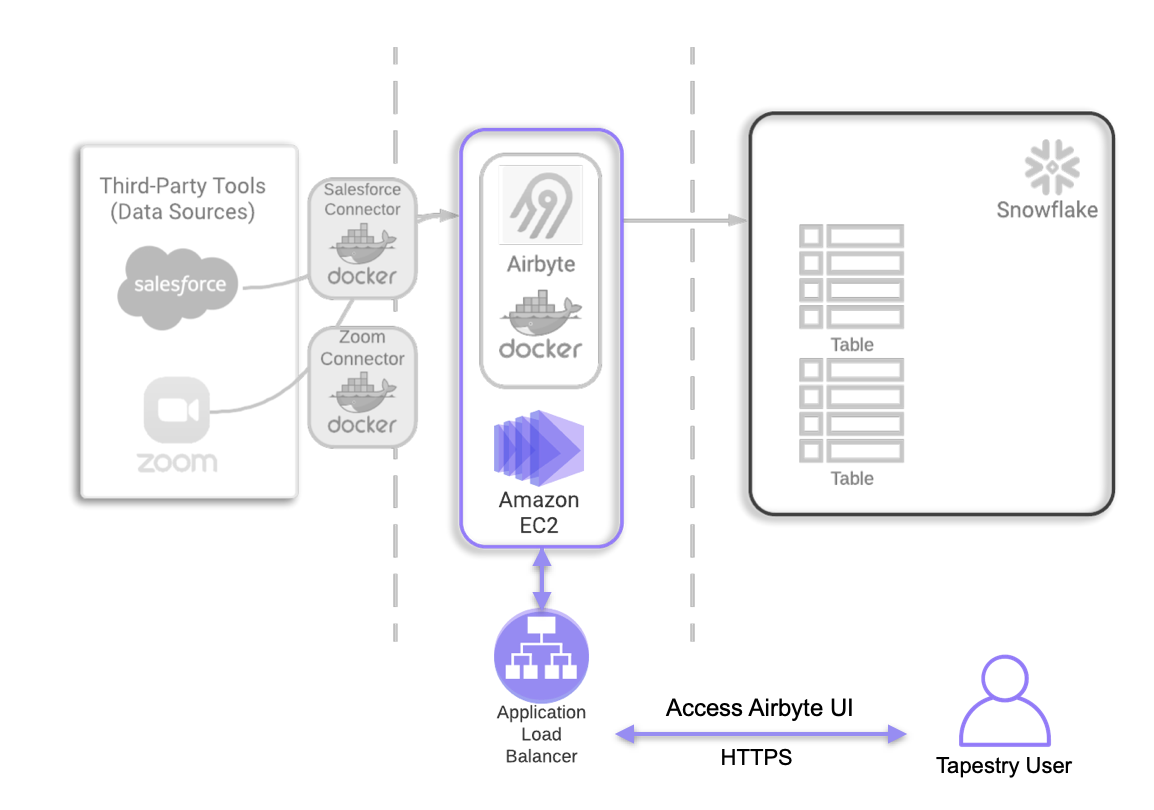 Third-Party Tools
(Data Sources)
salesforce
zoom
Salesforce
Connector
docker
Zoom
Connector
docker
Airbyte
docker
Amazon
EC2
Snowflake
Table
Table
Application
Load
Balancer
Access Airbyte UI
HTTPS
Tapestry User